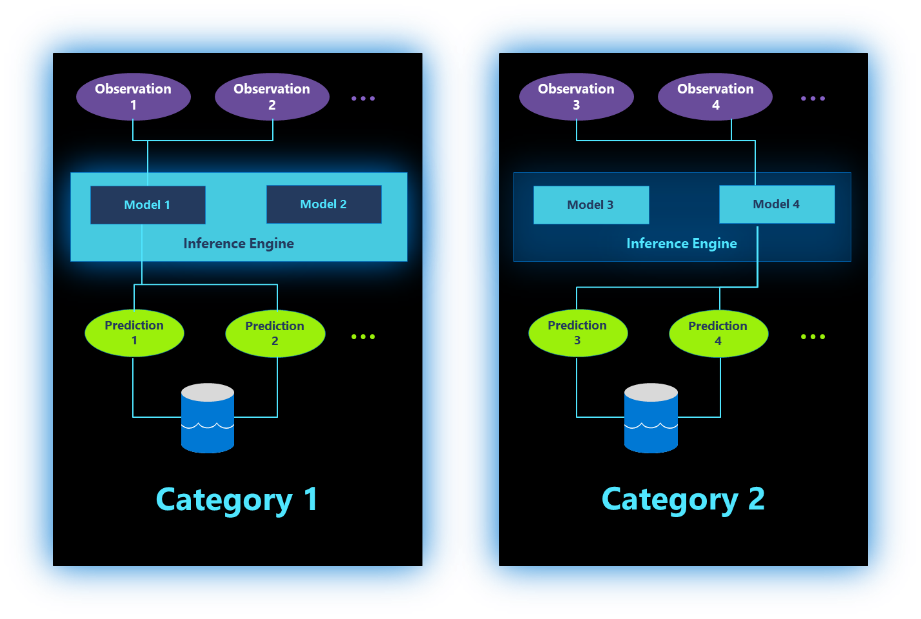 Observation
1
Observation
2
Model 1
Model 2
Inference Engine
Prediction
1
Prediction
2
Category 1
Observation
3
Observation
4
Model 3
Model 4
Inference Engine
Prediction
3
Prediction
4
Category 2